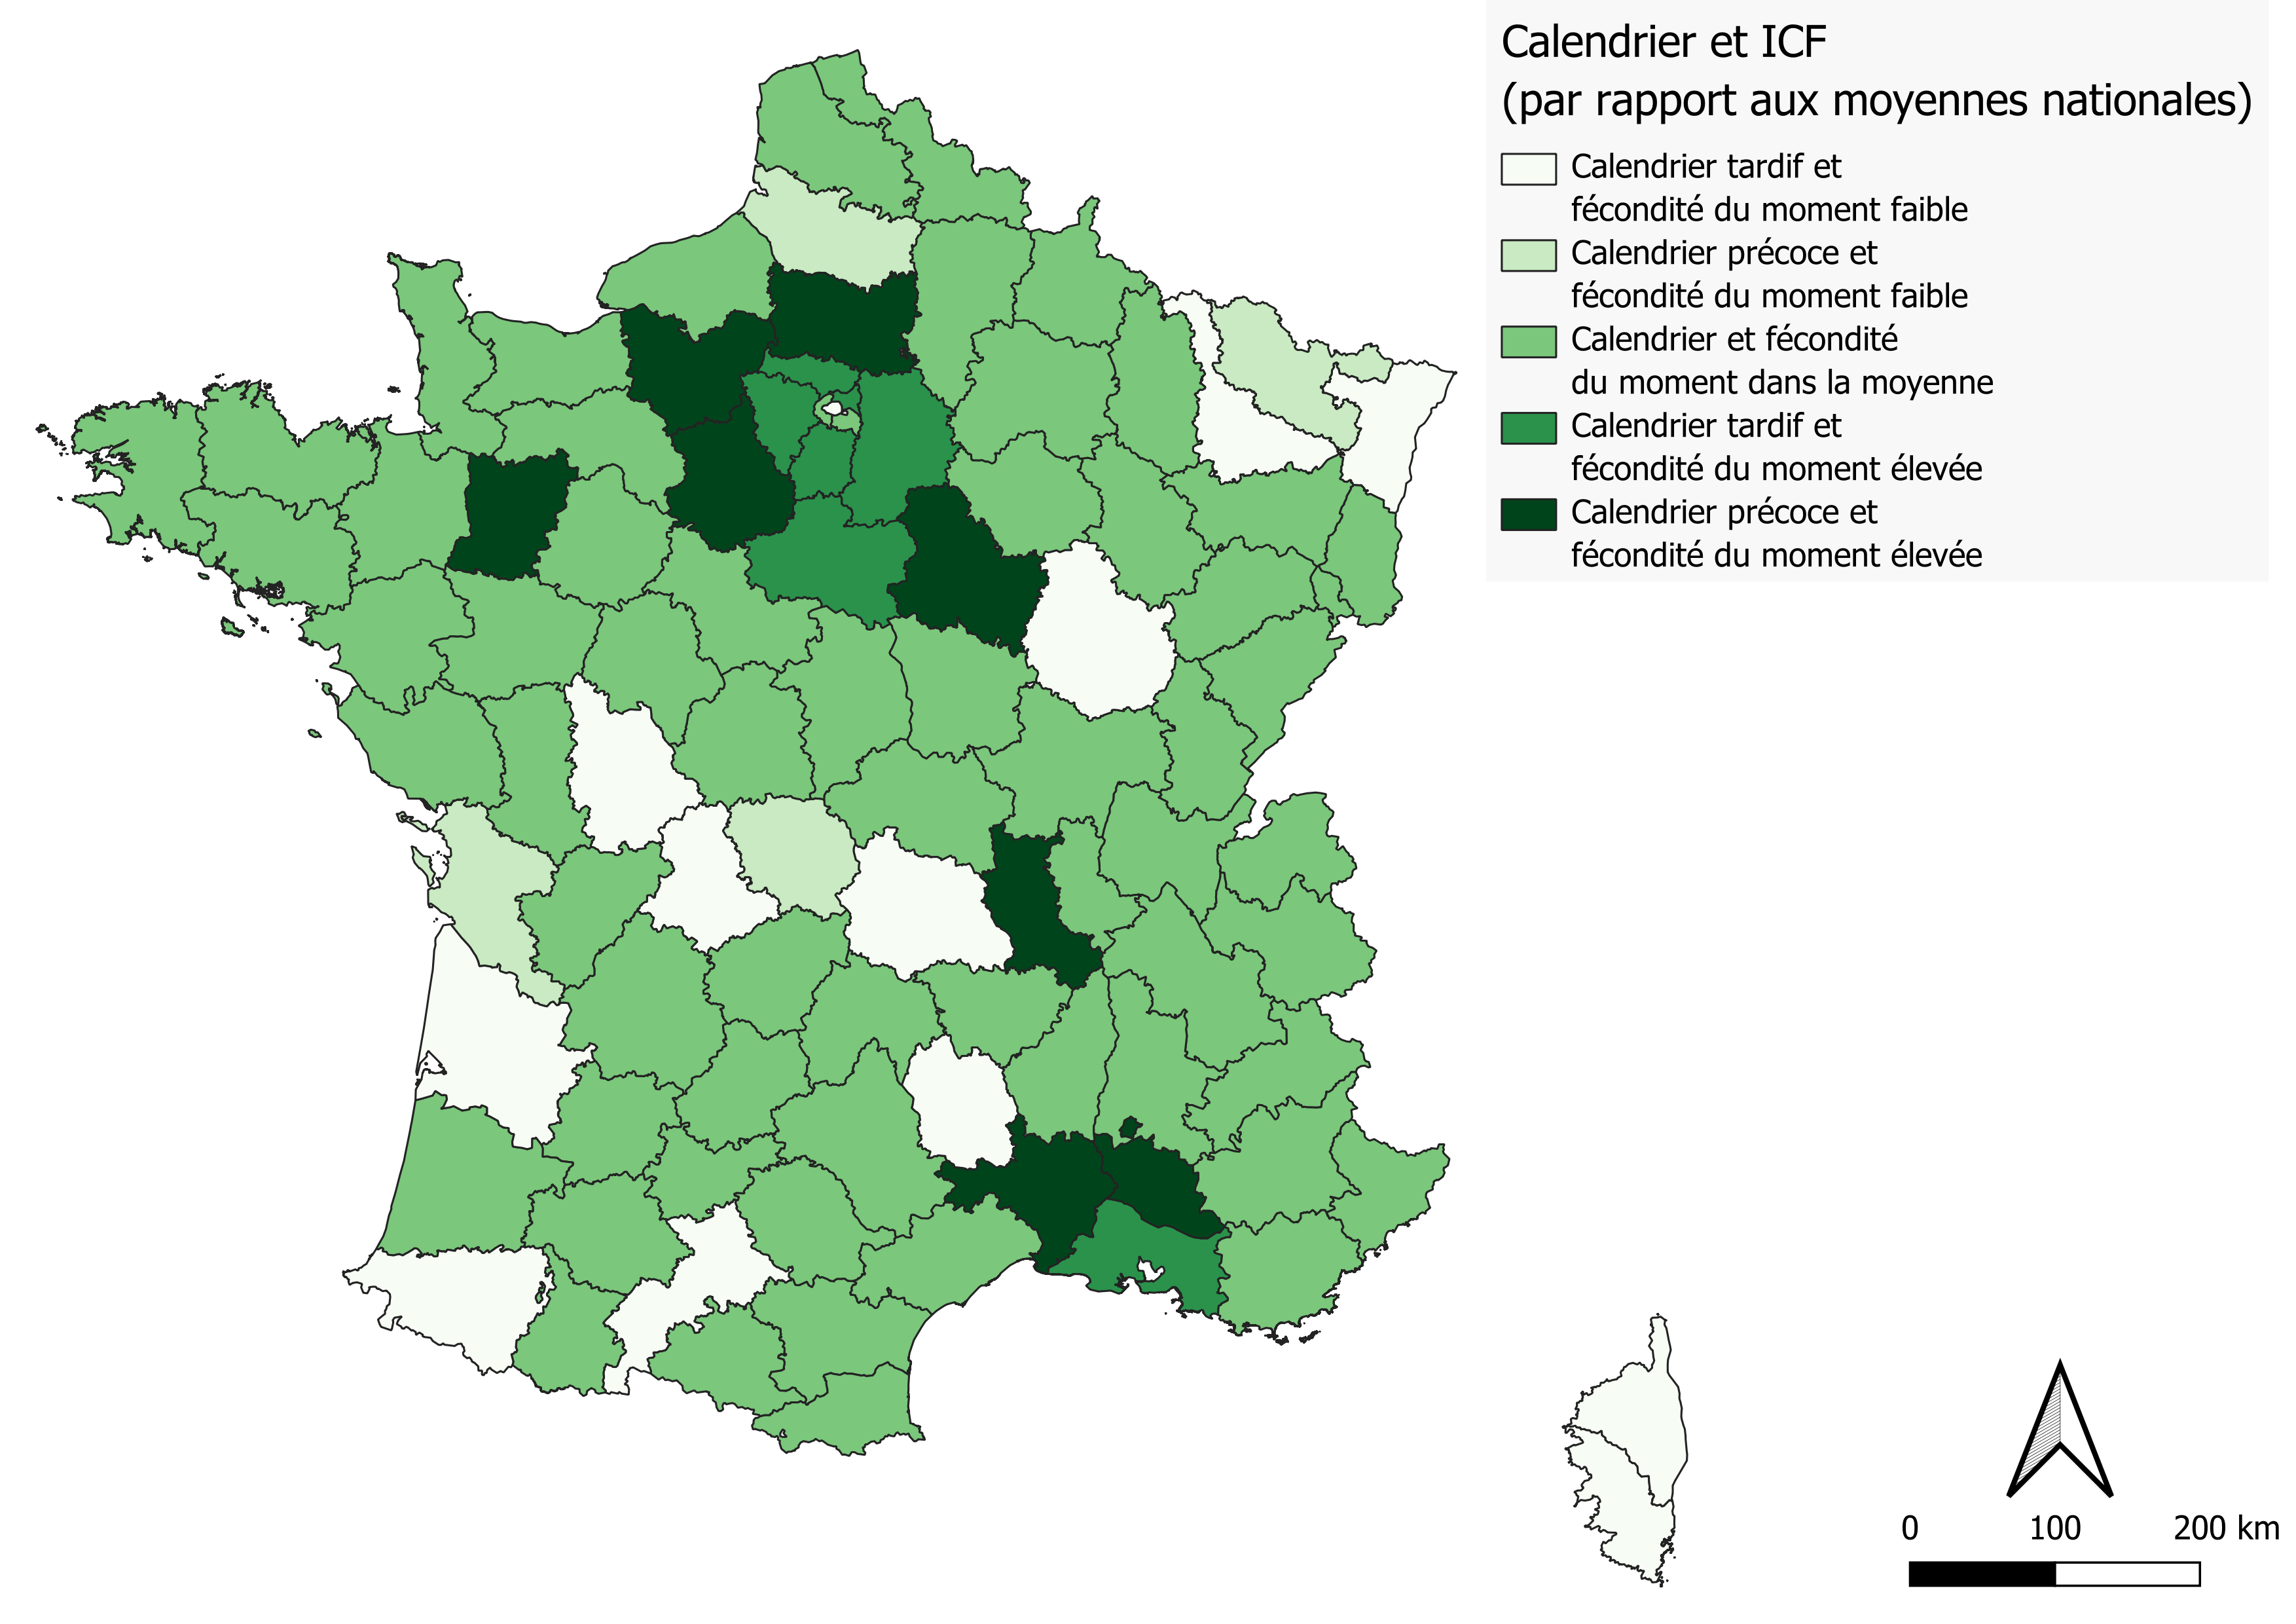 Calendrier et ICF
(par rapport aux moyennes nationales)
Calendrier tardif et
fécondité du moment faible
Calendrier précoce et
fécondité du moment faible
Calendrier et fécondité
du moment dans la moyenne
Calendrier tardif et
fécondité du moment élevée
Calendrier précoce et
fécondité du moment élevée
0 100 200 km